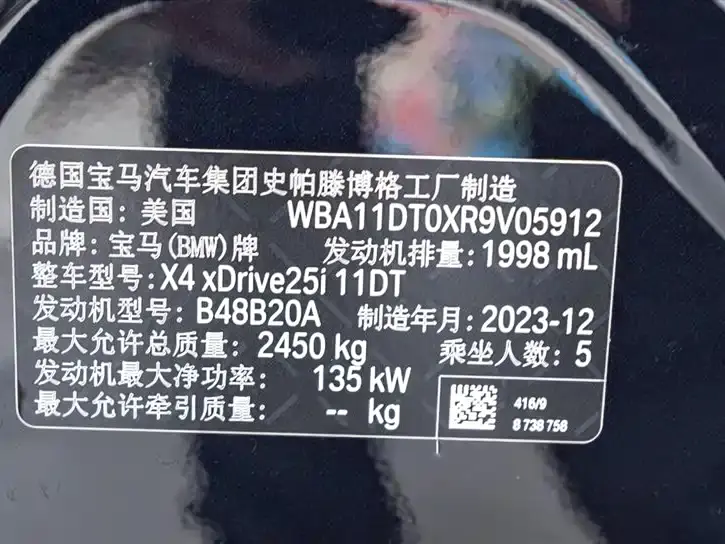 德国宝马汽车集团史帕滕博格工厂制造
制造国：美国 WBA11DT0XR9V05912
品牌：宝马(BMW)牌 发动机排量：1998 mL
整车型号：X4 xDrive25i 11DT
发动机型号：B48B20A 制造年月：2023-12
最大允许总质量：2450 kg 乘坐人数：5
发动机最大净功率： 135 kW
最大允许牵引质量： -- kg
416/9
8 738 758